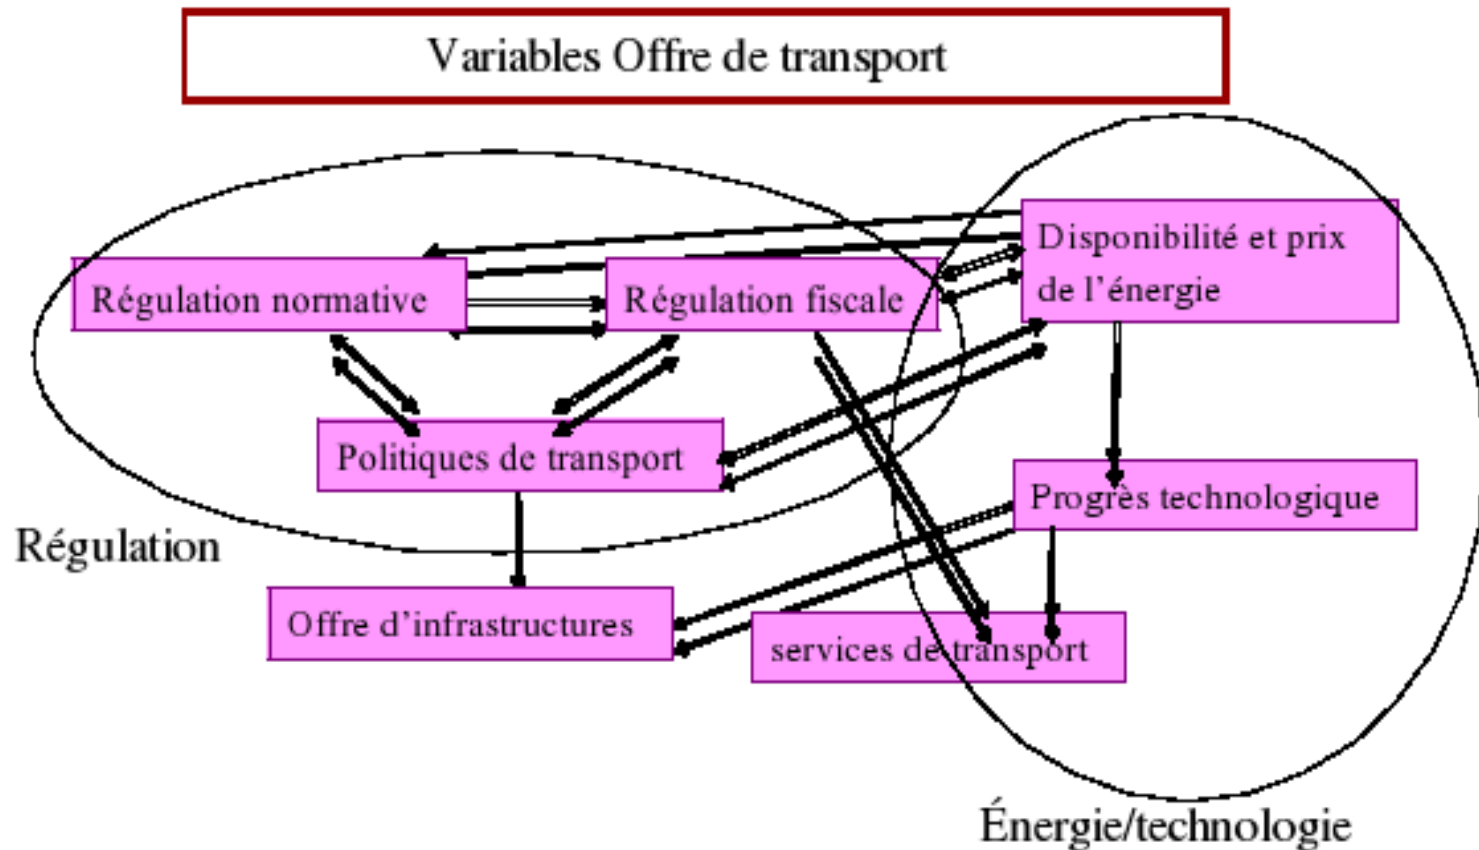 Variables Offre de transport
Disponibilité et prix
de l’énergie
Régulation normative
Régulation fiscale
Politiques de transport
Progrès technologique
Régulation
Offre d’infrastructures
services de transport
Énergie/technologie